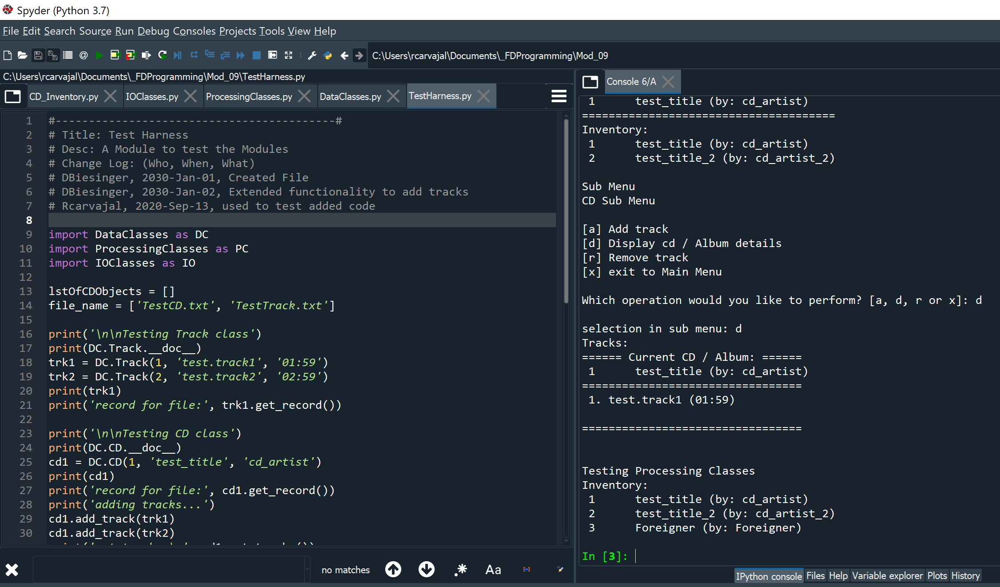 Spyder (Python 3.7)
File Edit Search Source Run Debug Consoles Projects Tools View Help
C:\Users\rcarvajal\Documents\_FDProgramming\Mod_09
C:\Users\rcarvajal\Documents\_FDProgramming\Mod_09\TestHarness.py
CD_Inventory.py IOClasses.py ProcessingClasses.py DataClasses.py TestHarness.py
1 #------------------------------------------#
2 # Title: Test Harness
3 # Desc: A Module to test the Modules
4 # Change Log: (Who, When, What)
5 # DBiesinger, 2030-Jan-01, Created File
6 # DBiesinger, 2030-Jan-02, Extended functionality to add tracks
7 # Rcarvajal, 2020-Sep-13, used to test added code
8
9 import DataClasses as DC
10 import ProcessingClasses as PC
11 import IOClasses as IO
12
13 lstOfCDObjects = []
14 file_name = ['TestCD.txt', 'TestTrack.txt']
15
16 print('\n\nTesting Track class')
17 print(DC.Track.__doc__)
18 trk1 = DC.Track(1, 'test.track1', '01:59')
19 trk2 = DC.Track(2, 'test.track2', '02:59')
20 print(trk1)
21 print('record for file:', trk1.get_record())
22
23 print('\n\nTesting CD class')
24 print(DC.CD.__doc__)
25 cd1 = DC.CD(1, 'test_title', 'cd_artist')
26 print(cd1)
27 print('record for file:', cd1.get_record())
28 print('adding tracks...')
29 cd1.add_track(trk1)
30 cd1.add_track(trk2)
no matches
Aa
Console 6/A
1 test_title (by: cd_artist)
======================================
Inventory:
1 test_title (by: cd_artist)
2 test_title_2 (by: cd_artist_2)
Sub Menu
CD Sub Menu
[a] Add track
[d] Display cd / Album details
[r] Remove track
[x] exit to Main Menu
Which operation would you like to perform? [a, d, r or x]: d
selection in sub menu: d
Tracks:
====== Current CD / Album: ======
1 test_title (by: cd_artist)
=================================
1. test.track1 (01:59)
=================================
Testing Processing Classes
Inventory:
1 test_title (by: cd_artist)
2 test_title_2 (by: cd_artist_2)
3 Foreigner (by: Foreigner)
In [3]:
IPython console Files Help Variable explorer Plots History